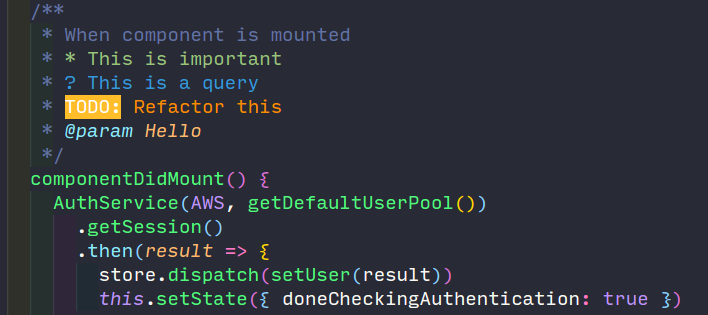 /**
 * When component is mounted
 * * This is important
 * ? This is a query
 * TODO: Refactor this
 * @param Hello
 */
componentDidMount() {
  AuthService(AWS, getDefaultUserPool())
    .getSession()
    .then(result => {
      store.dispatch(setUser(result))
      this.setState({ doneCheckingAuthentication: true })